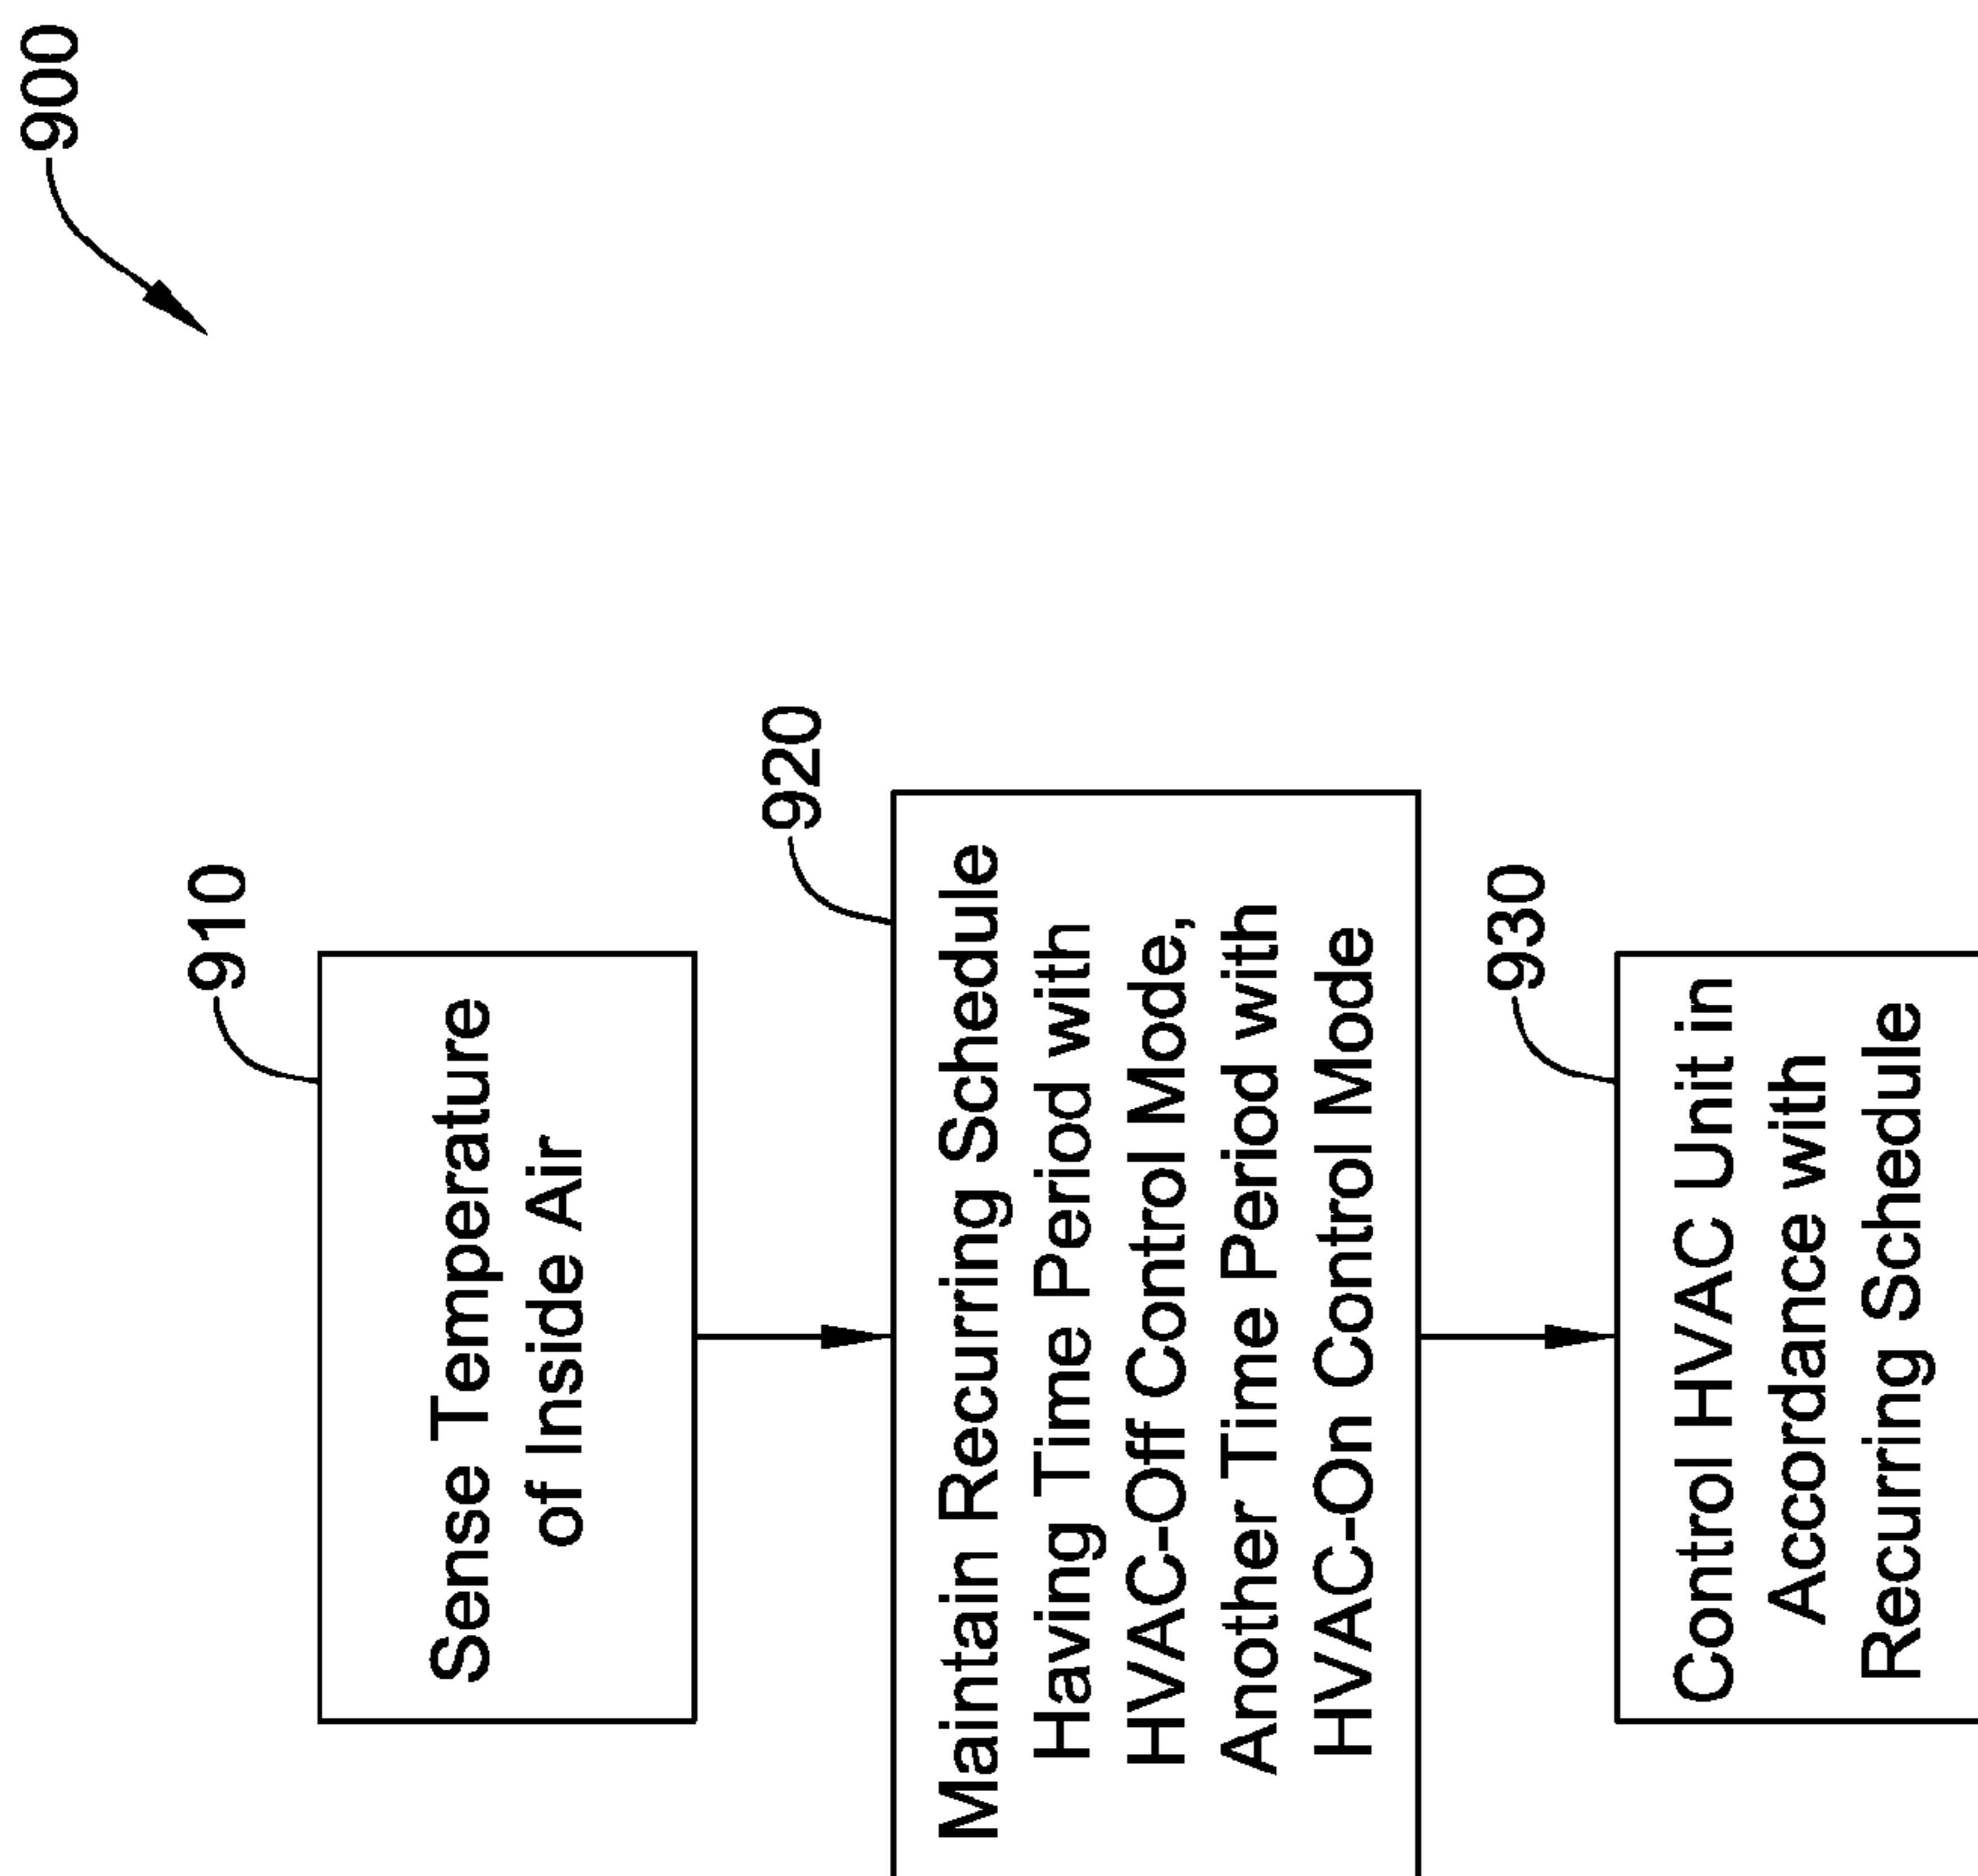 900
910
Sense Temperature
of Inside Air
920
Maintain Recurring Schedule
Having Time Period with
HVAC-Off Control Mode,
Another Time Period with
HVAC-On Control Mode
930
Control HVAC Unit in
Accordance with
Recurring Schedule